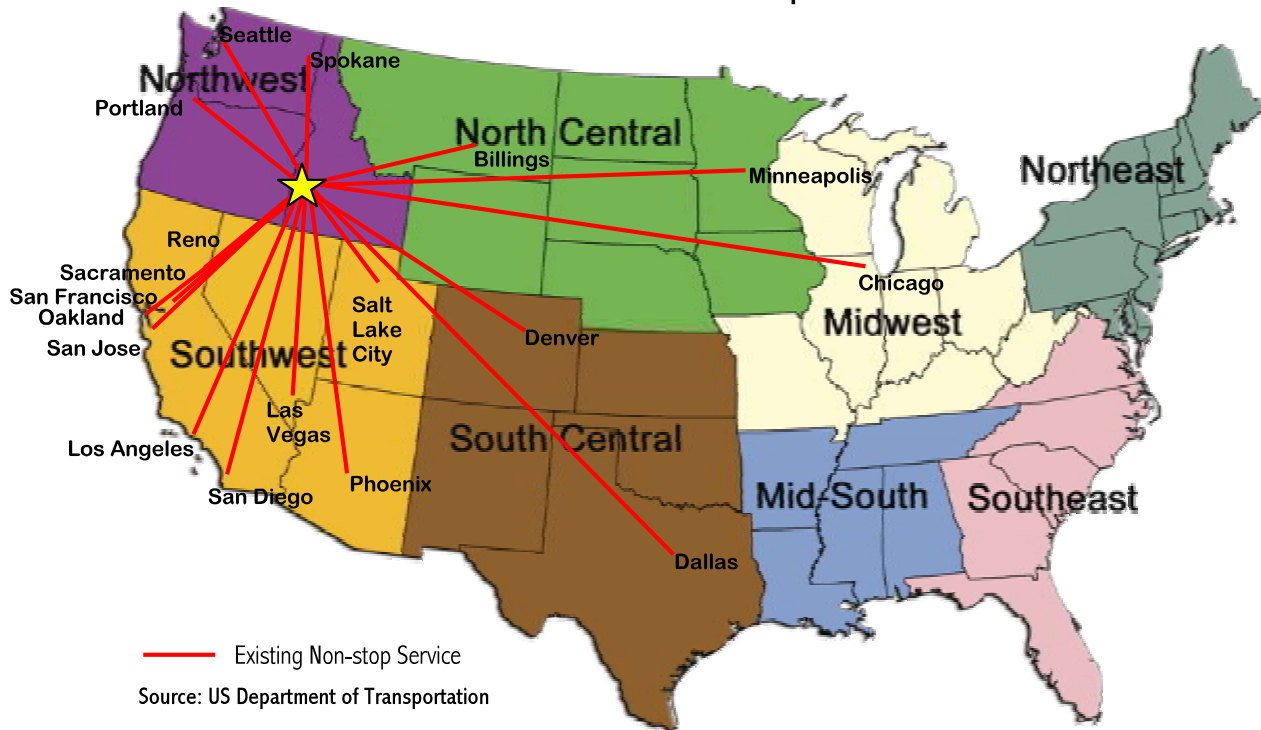 Seattle
Spokane
Northwest
Portland
North Central
Billings
Minneapolis
Northeast
Reno
Sacramento
San Francisco
Oakland
San Jose
Salt
Lake
City
Chicago
Midwest
Denver
Southwest
Las
Vegas
Los Angeles
South Central
San Diego
Phoenix
Mid-South
Southeast
Dallas
Existing Non-stop Service
Source: US Department of Transportation